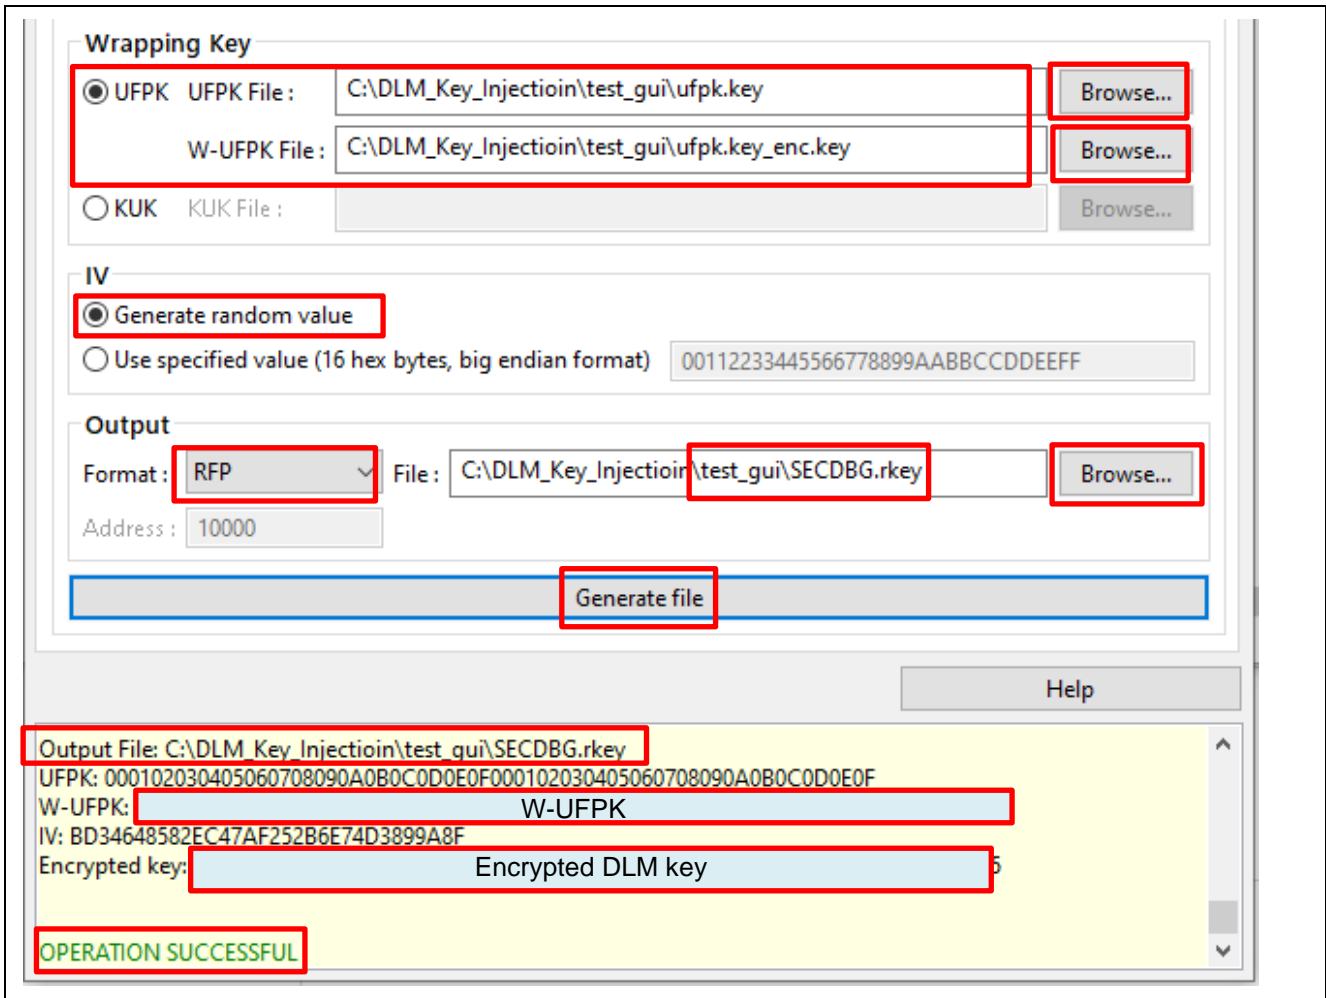 Wrapping Key
UFPK UFPK File : C:\DLM_Key_Injectioin\test_gui\ufpk.key Browse...
W-UFPK File : C:\DLM_Key_Injectioin\test_gui\ufpk.key_enc.key Browse...
KUK KUK File : Browse...
IV
Generate random value
Use specified value (16 hex bytes, big endian format) 00112233445566778899AABBCCDDEEFF
Output
Format : RFP File : C:\DLM_Key_Injectioin\test_gui\SECDBG.rkey Browse...
Address : 10000
Generate file
Help
Output File: C:\DLM_Key_Injectioin\test_gui\SECDBG.rkey
UFPK: 000102030405060708090A0B0C0D0E0F000102030405060708090A0B0C0D0E0F
W-UFPK: W-UFPK
IV: BD34648582EC47AF252B6E74D3899A8F
Encrypted key: Encrypted DLM key
OPERATION SUCCESSFUL